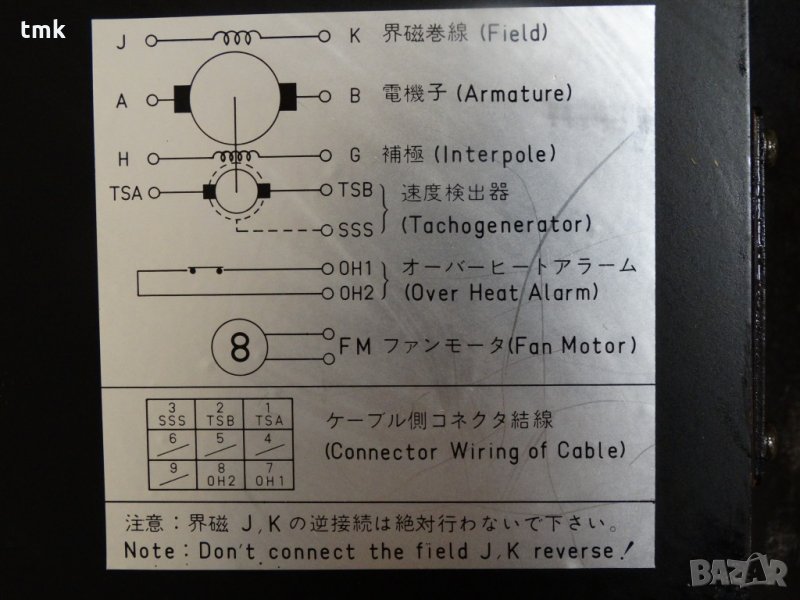 tmk
J K 界磁巻線 (Field)
A B 電機子 (Armature)
H G 補極 (Interpole)
TSA TSB 速度検出器
SSS (Tachogenerator)
OH1 オーバーヒートアラーム
OH2 (Over Heat Alarm)
8 FM ファンモータ (Fan Motor)
3 2 1
SSS TSB TSA
6 5 4
9 8 7
OH2 OH1
ケーブル側コネクタ結線
(Connector Wiring of Cable)
注意：界磁 J,K の逆接続は絶対行わないで下さい。
Note : Don't connect the field J,K reverse !
BAZAR